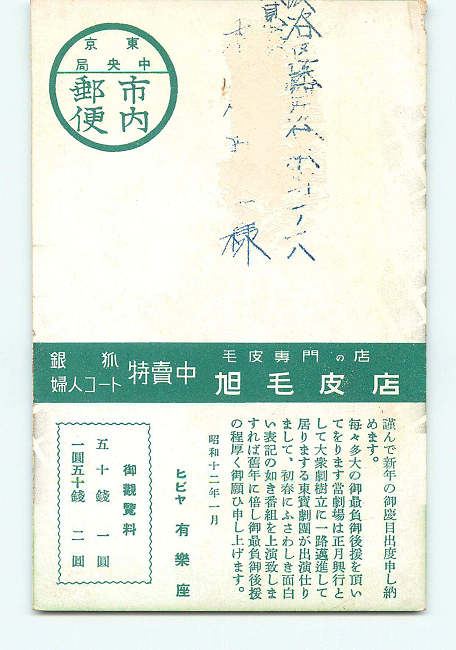 東京
中央局
市内
郵便
渋谷区
様
毛皮専門の店
旭毛皮店
銀狐
婦人コート
特賣中
謹んで新年の御慶目出度申し納
めます。
毎々多大の御贔負御後援を頂い
てをります當劇場は正月興行と
して大衆劇樹立に一路邁進して
居りまする東寳劇團が出演仕り
まして、初春にふさわしき面白
い表記の如き番組を上演致しま
すれば舊年に倍し御贔負御後援
の程厚く御願ひ申し上げます。
昭和十二年一月
ヒビヤ 有樂座
御觀覽料
五十錢 一圓
一圓五十錢 二圓